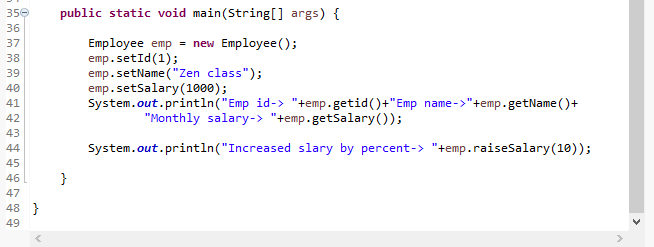 35 public static void main(String[] args) {
36
37 Employee emp = new Employee();
38 emp.setId(1);
39 emp.setName("Zen class");
40 emp.setSalary(1000);
41 System.out.println("Emp id-> "+emp.getid()+"Emp name->"+emp.getName()+
42 "Monthly salary-> "+emp.getSalary());
43
44 System.out.println("Increased slary by percent-> "+emp.raiseSalary(10));
45
46 }
47
48 }
49